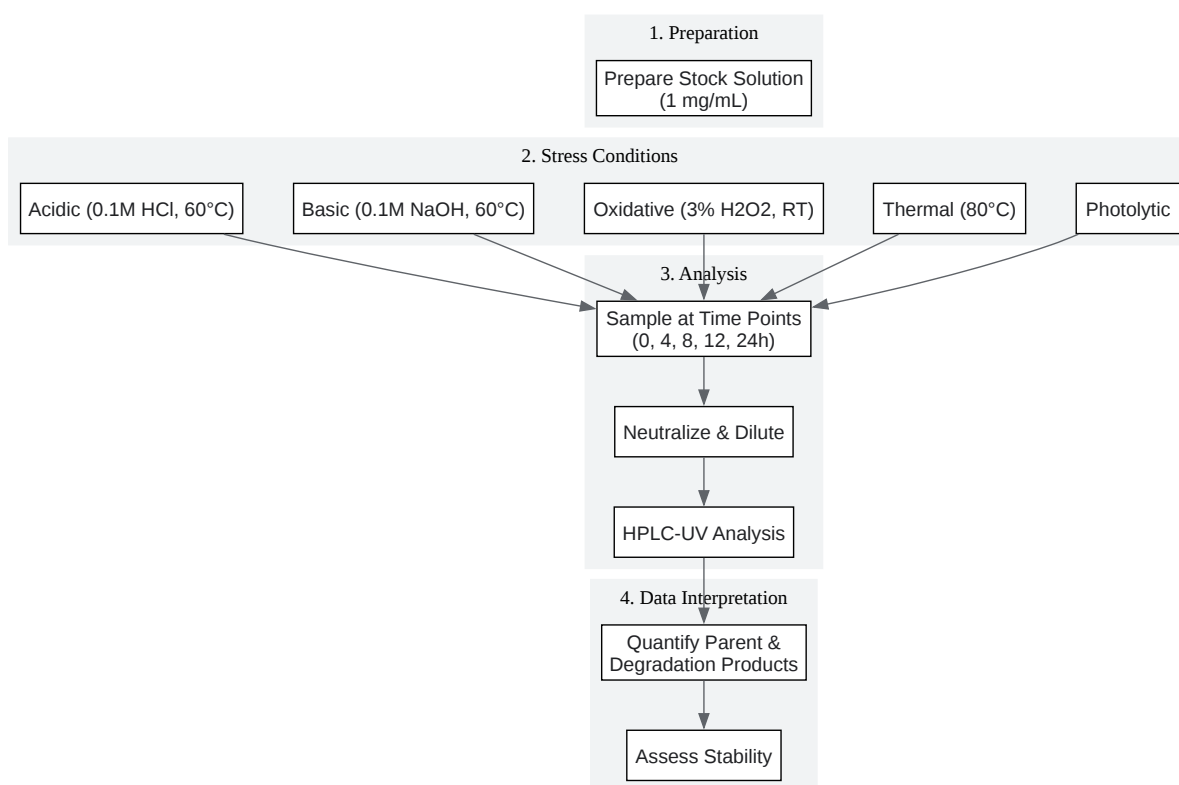 1. Preparation
Prepare Stock Solution
(1 mg/mL)
2. Stress Conditions
Acidic (0.1M HCl, 60°C)
Basic (0.1M NaOH, 60°C)
Oxidative (3% H2O2, RT)
Thermal (80°C)
Photolytic
3. Analysis
Sample at Time Points
(0, 4, 8, 12, 24h)
Neutralize & Dilute
HPLC-UV Analysis
4. Data Interpretation
Quantify Parent &
Degradation Products
Assess Stability